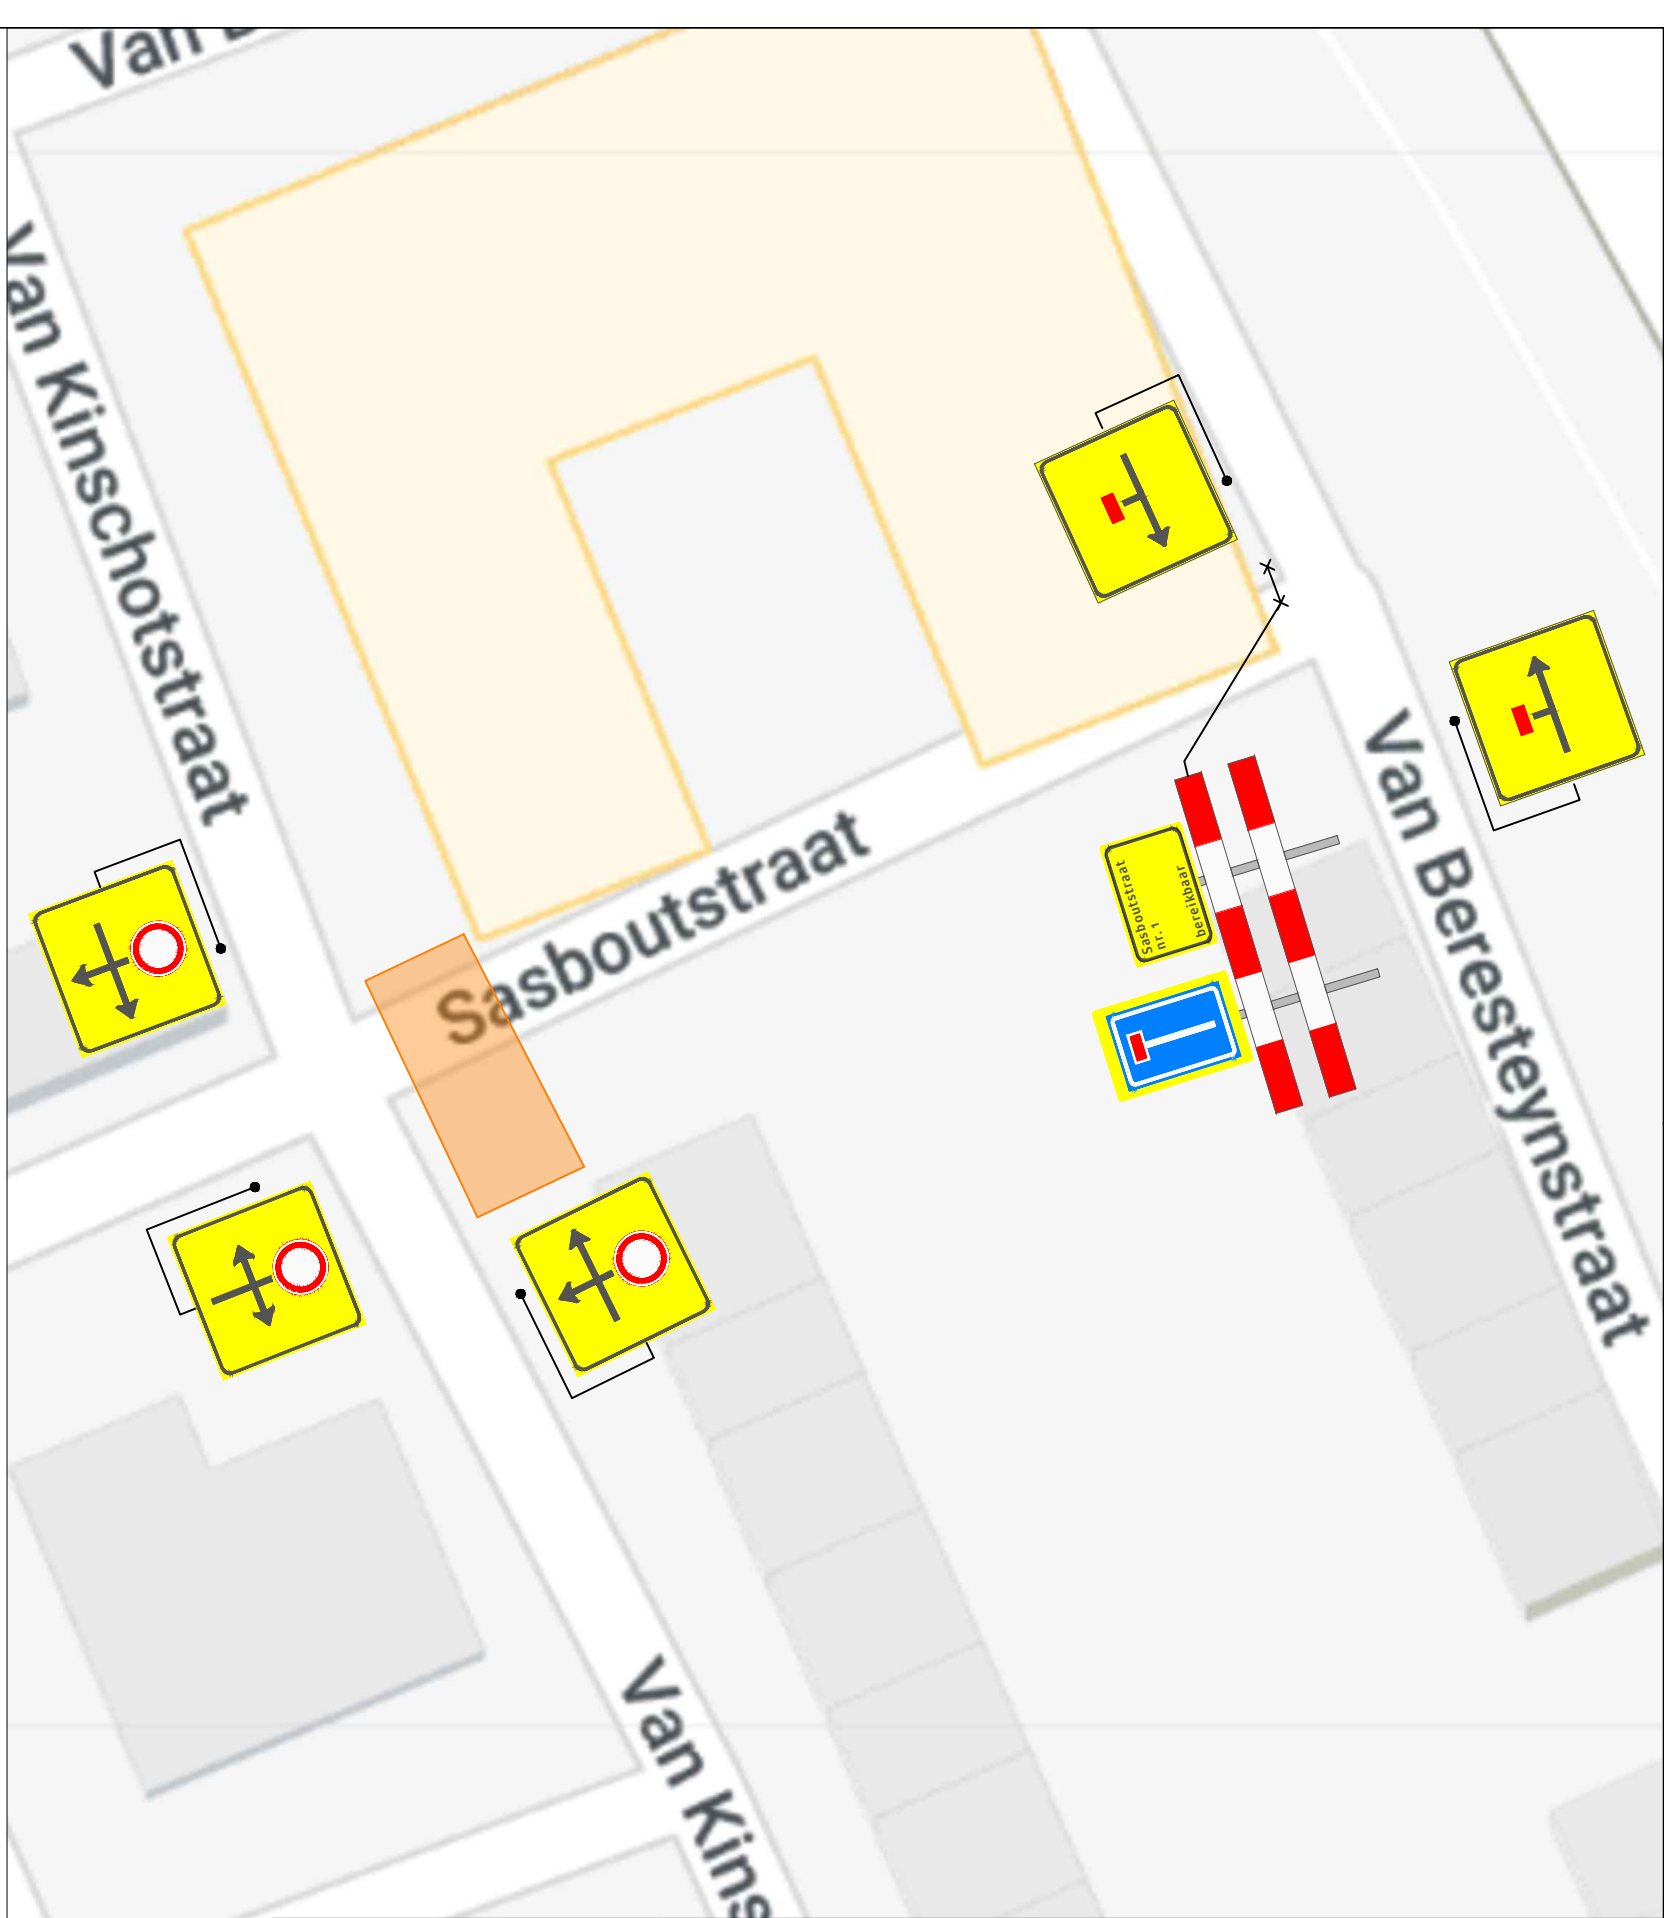 Van
Van Kinschotstraat
Sasboutstraat
Van Beresteynstraat
Sasboutstraat
nr. 1
bereikbaar
Van Kins